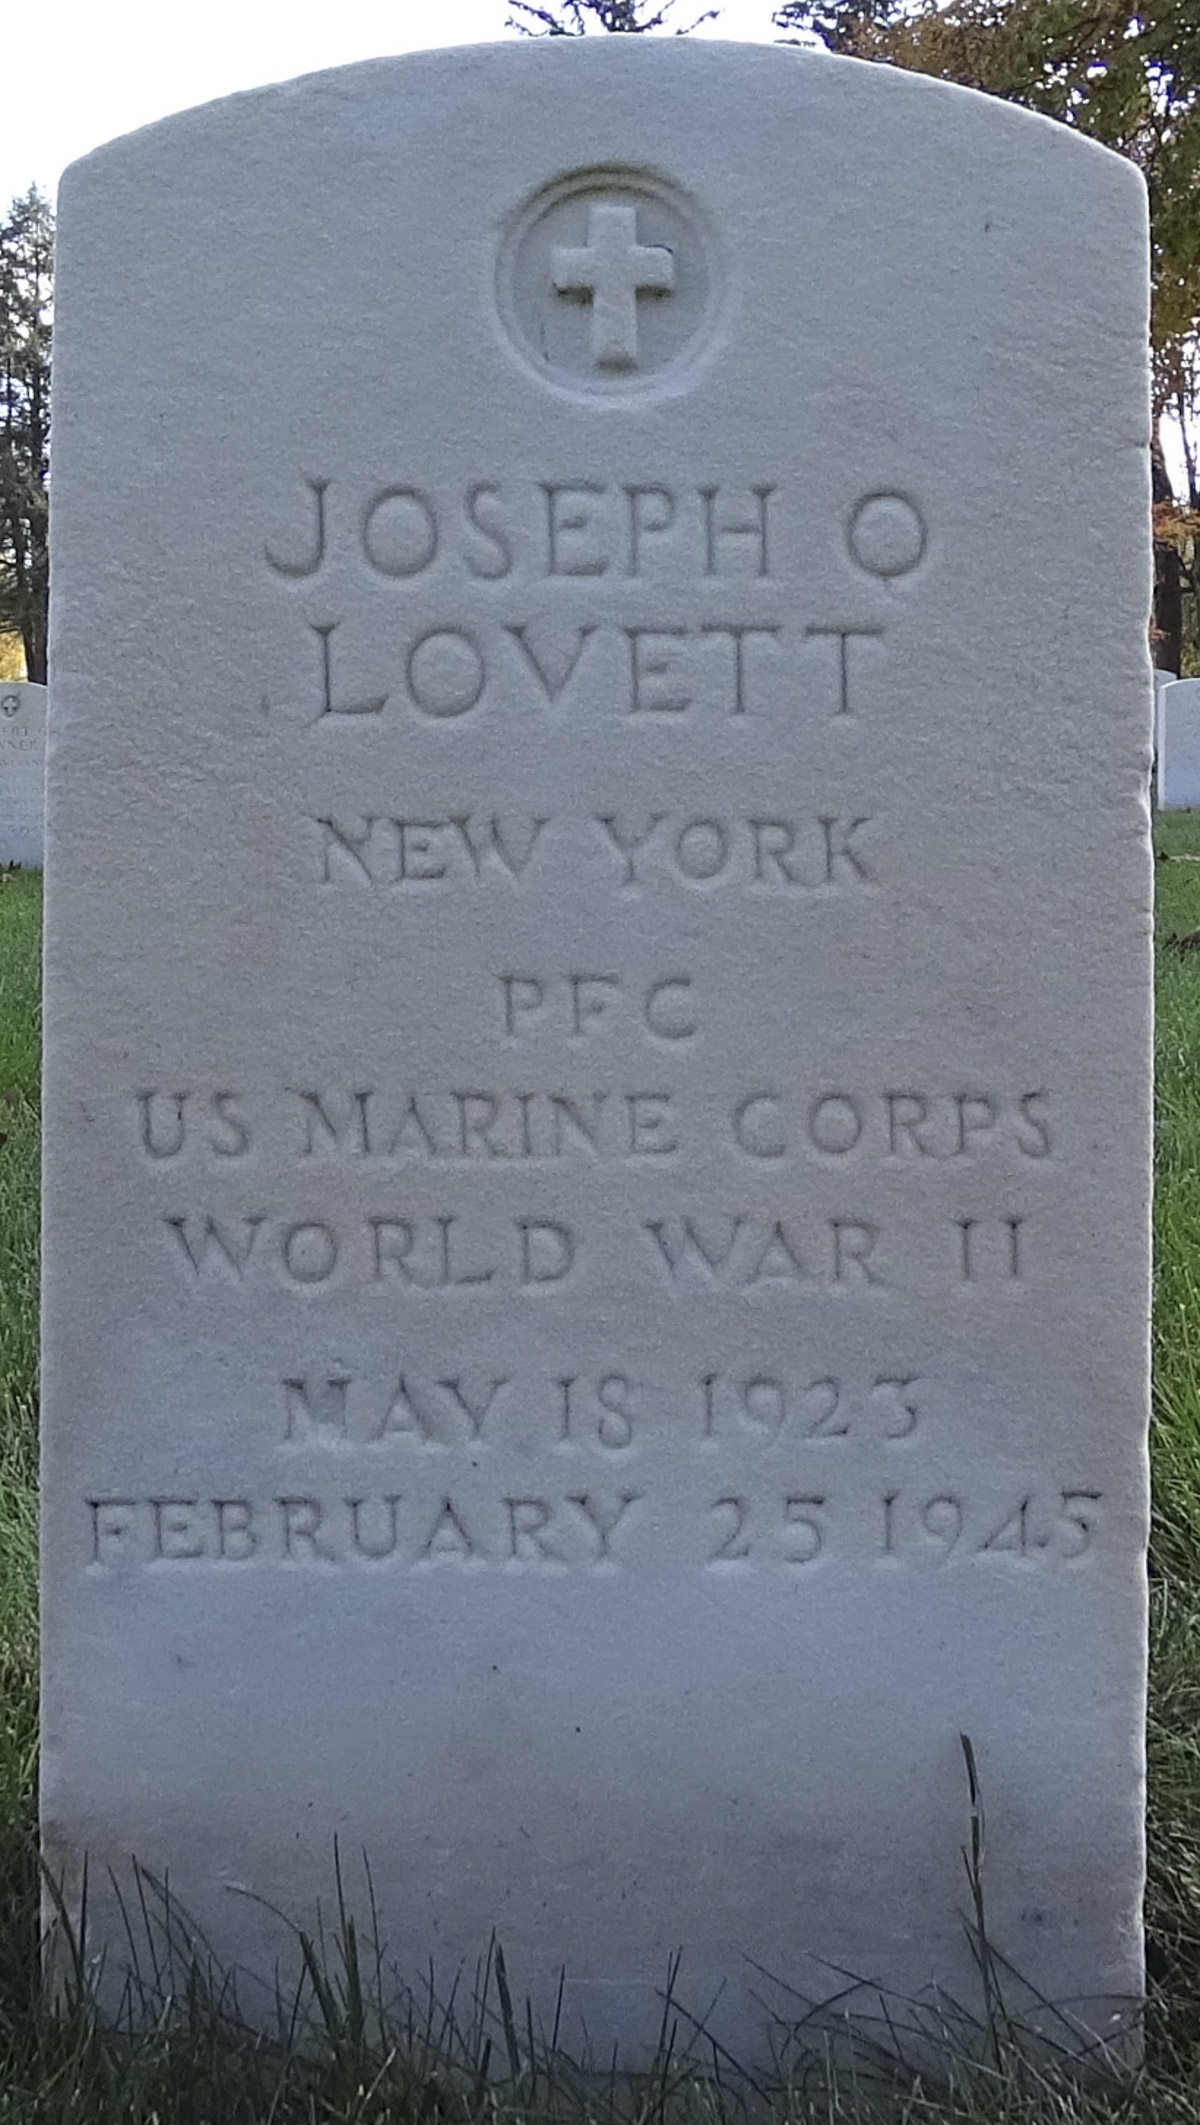 JOSEPH Q
LOVETT
NEW YORK
PFC
US MARINE CORPS
WORLD WAR II
MAY 18 1923
FEBRUARY 25 1945